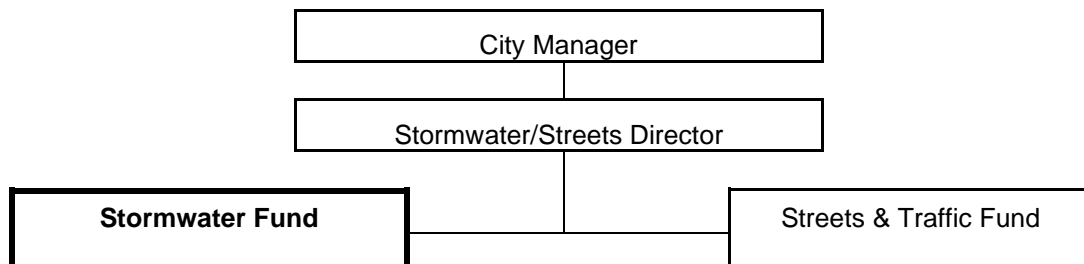 City Manager
Stormwater/Streets Director
Stormwater Fund
Streets & Traffic Fund